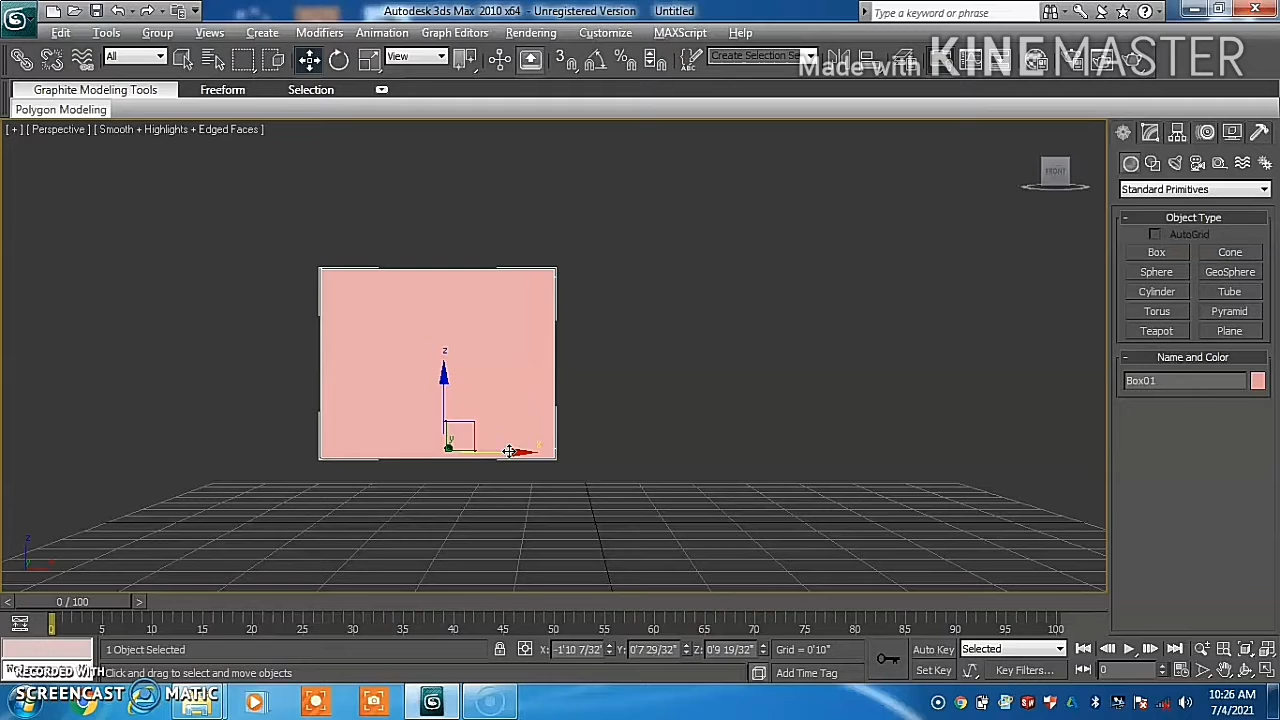 Autodesk 3ds Max 2010 x64 - Unregistered Version Untitled
Type a keyword or phrase
Edit Tools Group Views Create Modifiers Animation Graph Editors Rendering Customize MAXScript Help
All
View
3
Create Selection Se
Made with KINEMASTER
Graphite Modeling Tools Freeform Selection
Polygon Modeling
[ + ] [ Perspective ] [ Smooth + Highlights + Edged Faces ]
FRONT
Standard Primitives
- Object Type
AutoGrid
Box Cone
Sphere GeoSphere
Cylinder Tube
Torus Pyramid
Teapot Plane
- Name and Color
Box01
z
y
x
z
< 0 / 100 >
0 5 10 15 20 25 30 35 40 45 50 55 60 65 70 75 80 85 90 95 100
1 Object Selected
X: -1'10 7/32" Y: 0'7 29/32" Z: 0'9 19/32" Grid = 0'10"
Auto Key Selected
Click and drag to select and move objects
Add Time Tag
Set Key Key Filters... 0
RECORDED WITH
SCREENCAST MATIC
10:26 AM
7/4/2021